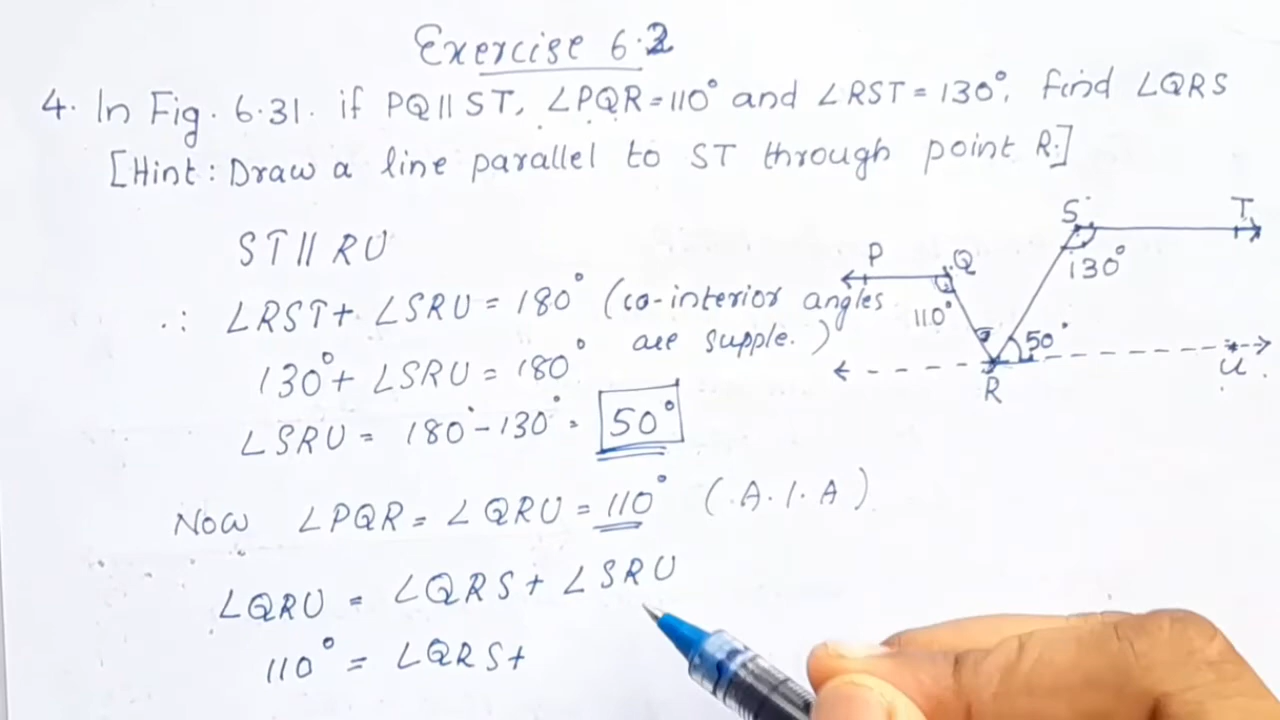 Exercise 6.2
4. In Fig. 6.31. if PQ || ST, ∠PQR = 110° and ∠RST = 130°, find ∠QRS
[Hint: Draw a line parallel to ST through point R.]
ST || RU
∴ ∠RST + ∠SRU = 180° (co-interior angles
are supple.)
130° + ∠SRU = 180°
∠SRU = 180° - 130° = 50°
Now ∠PQR = ∠QRU = 110° (A.I.A)
∠QRU = ∠QRS + ∠SRU
110° = ∠QRS +
S T
P Q 130°
110° 50°
R U